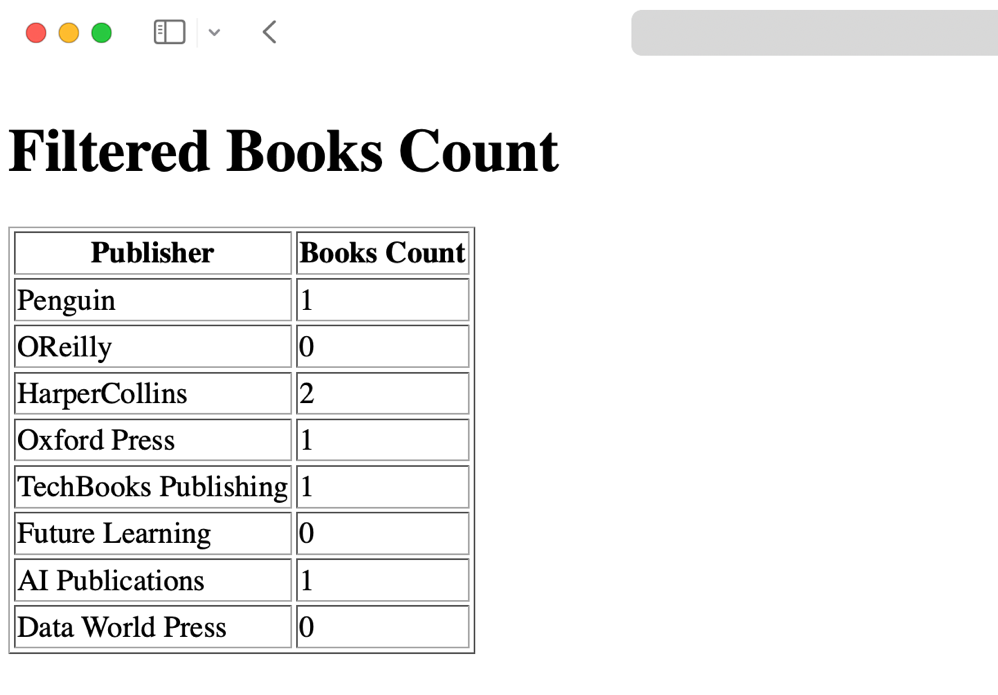 Filtered Books Count
Publisher Books Count
Penguin 1
OReilly 0
HarperCollins 2
Oxford Press 1
TechBooks Publishing 1
Future Learning 0
AI Publications 1
Data World Press 0